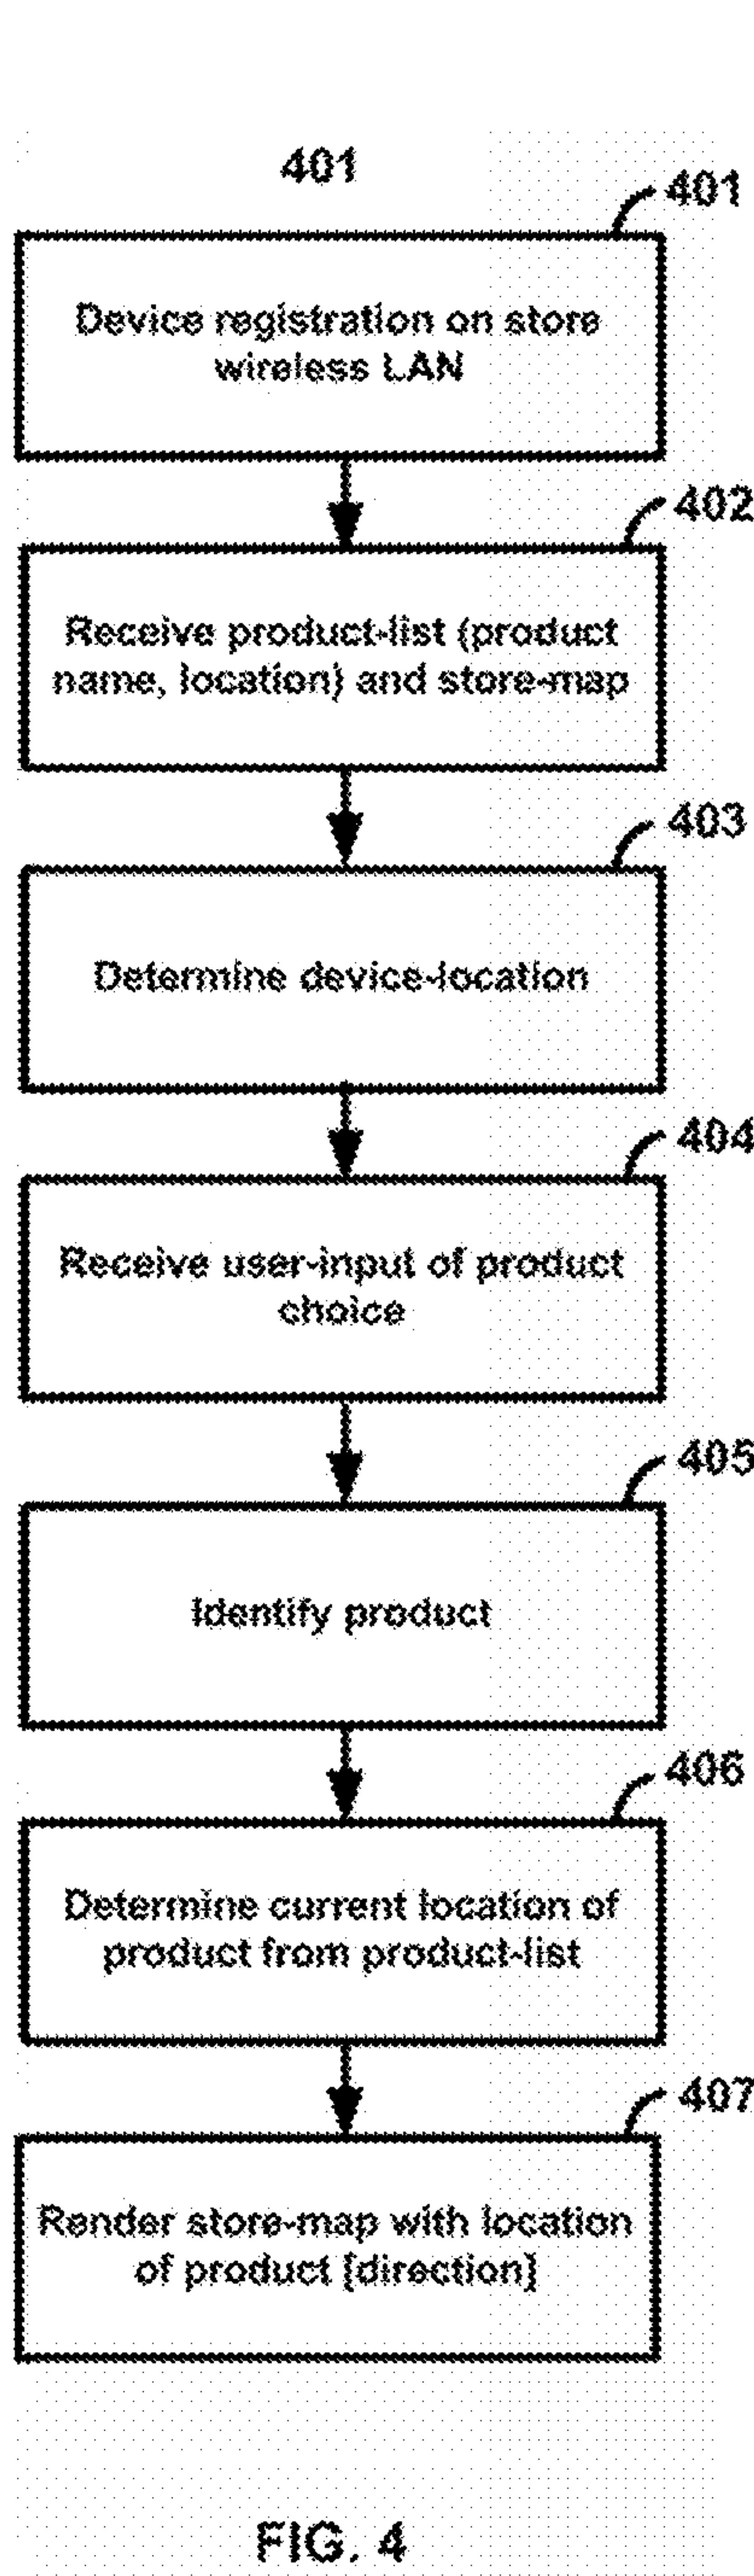 401
401
Device registration on store
wireless LAN
402
Receive product-list (product
name, location) and store-map
403
Determine device-location
404
Receive user-input of product
choice
405
Identify product
406
Determine current location of
product from product-list
407
Render store-map with location
of product [direction]
FIG. 4